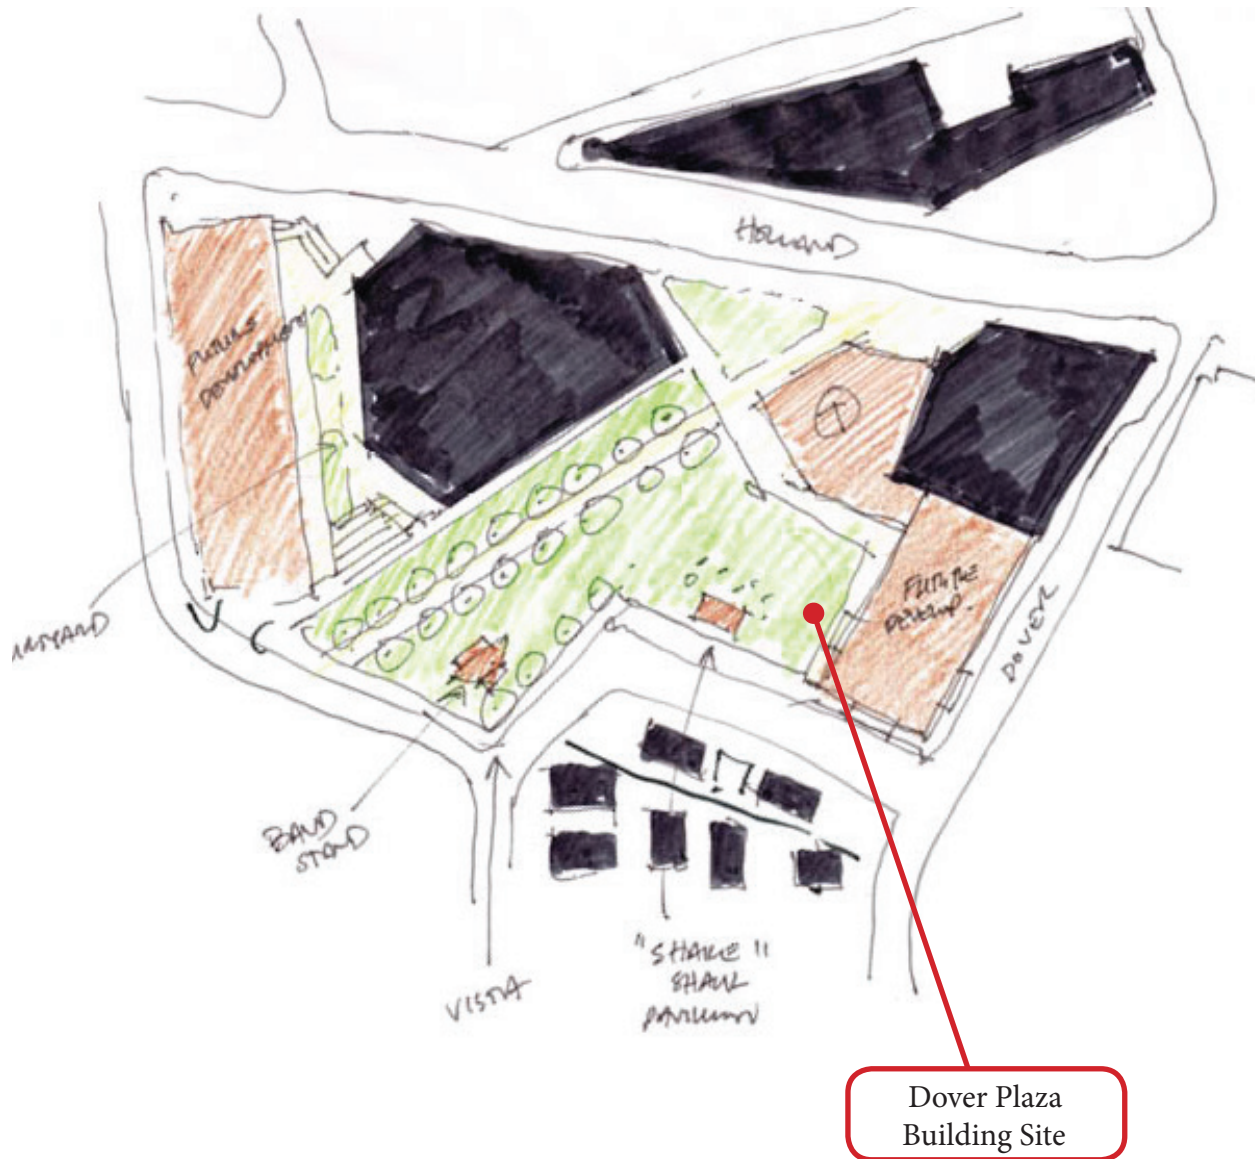 HOLLAND
FUTURE
DEVELOPMENT
T
FUTURE
DEVELOP.
DOVER
BAND
STAND
VISTA
"SHAKE"
SHACK
PAVILION
Dover Plaza
Building Site